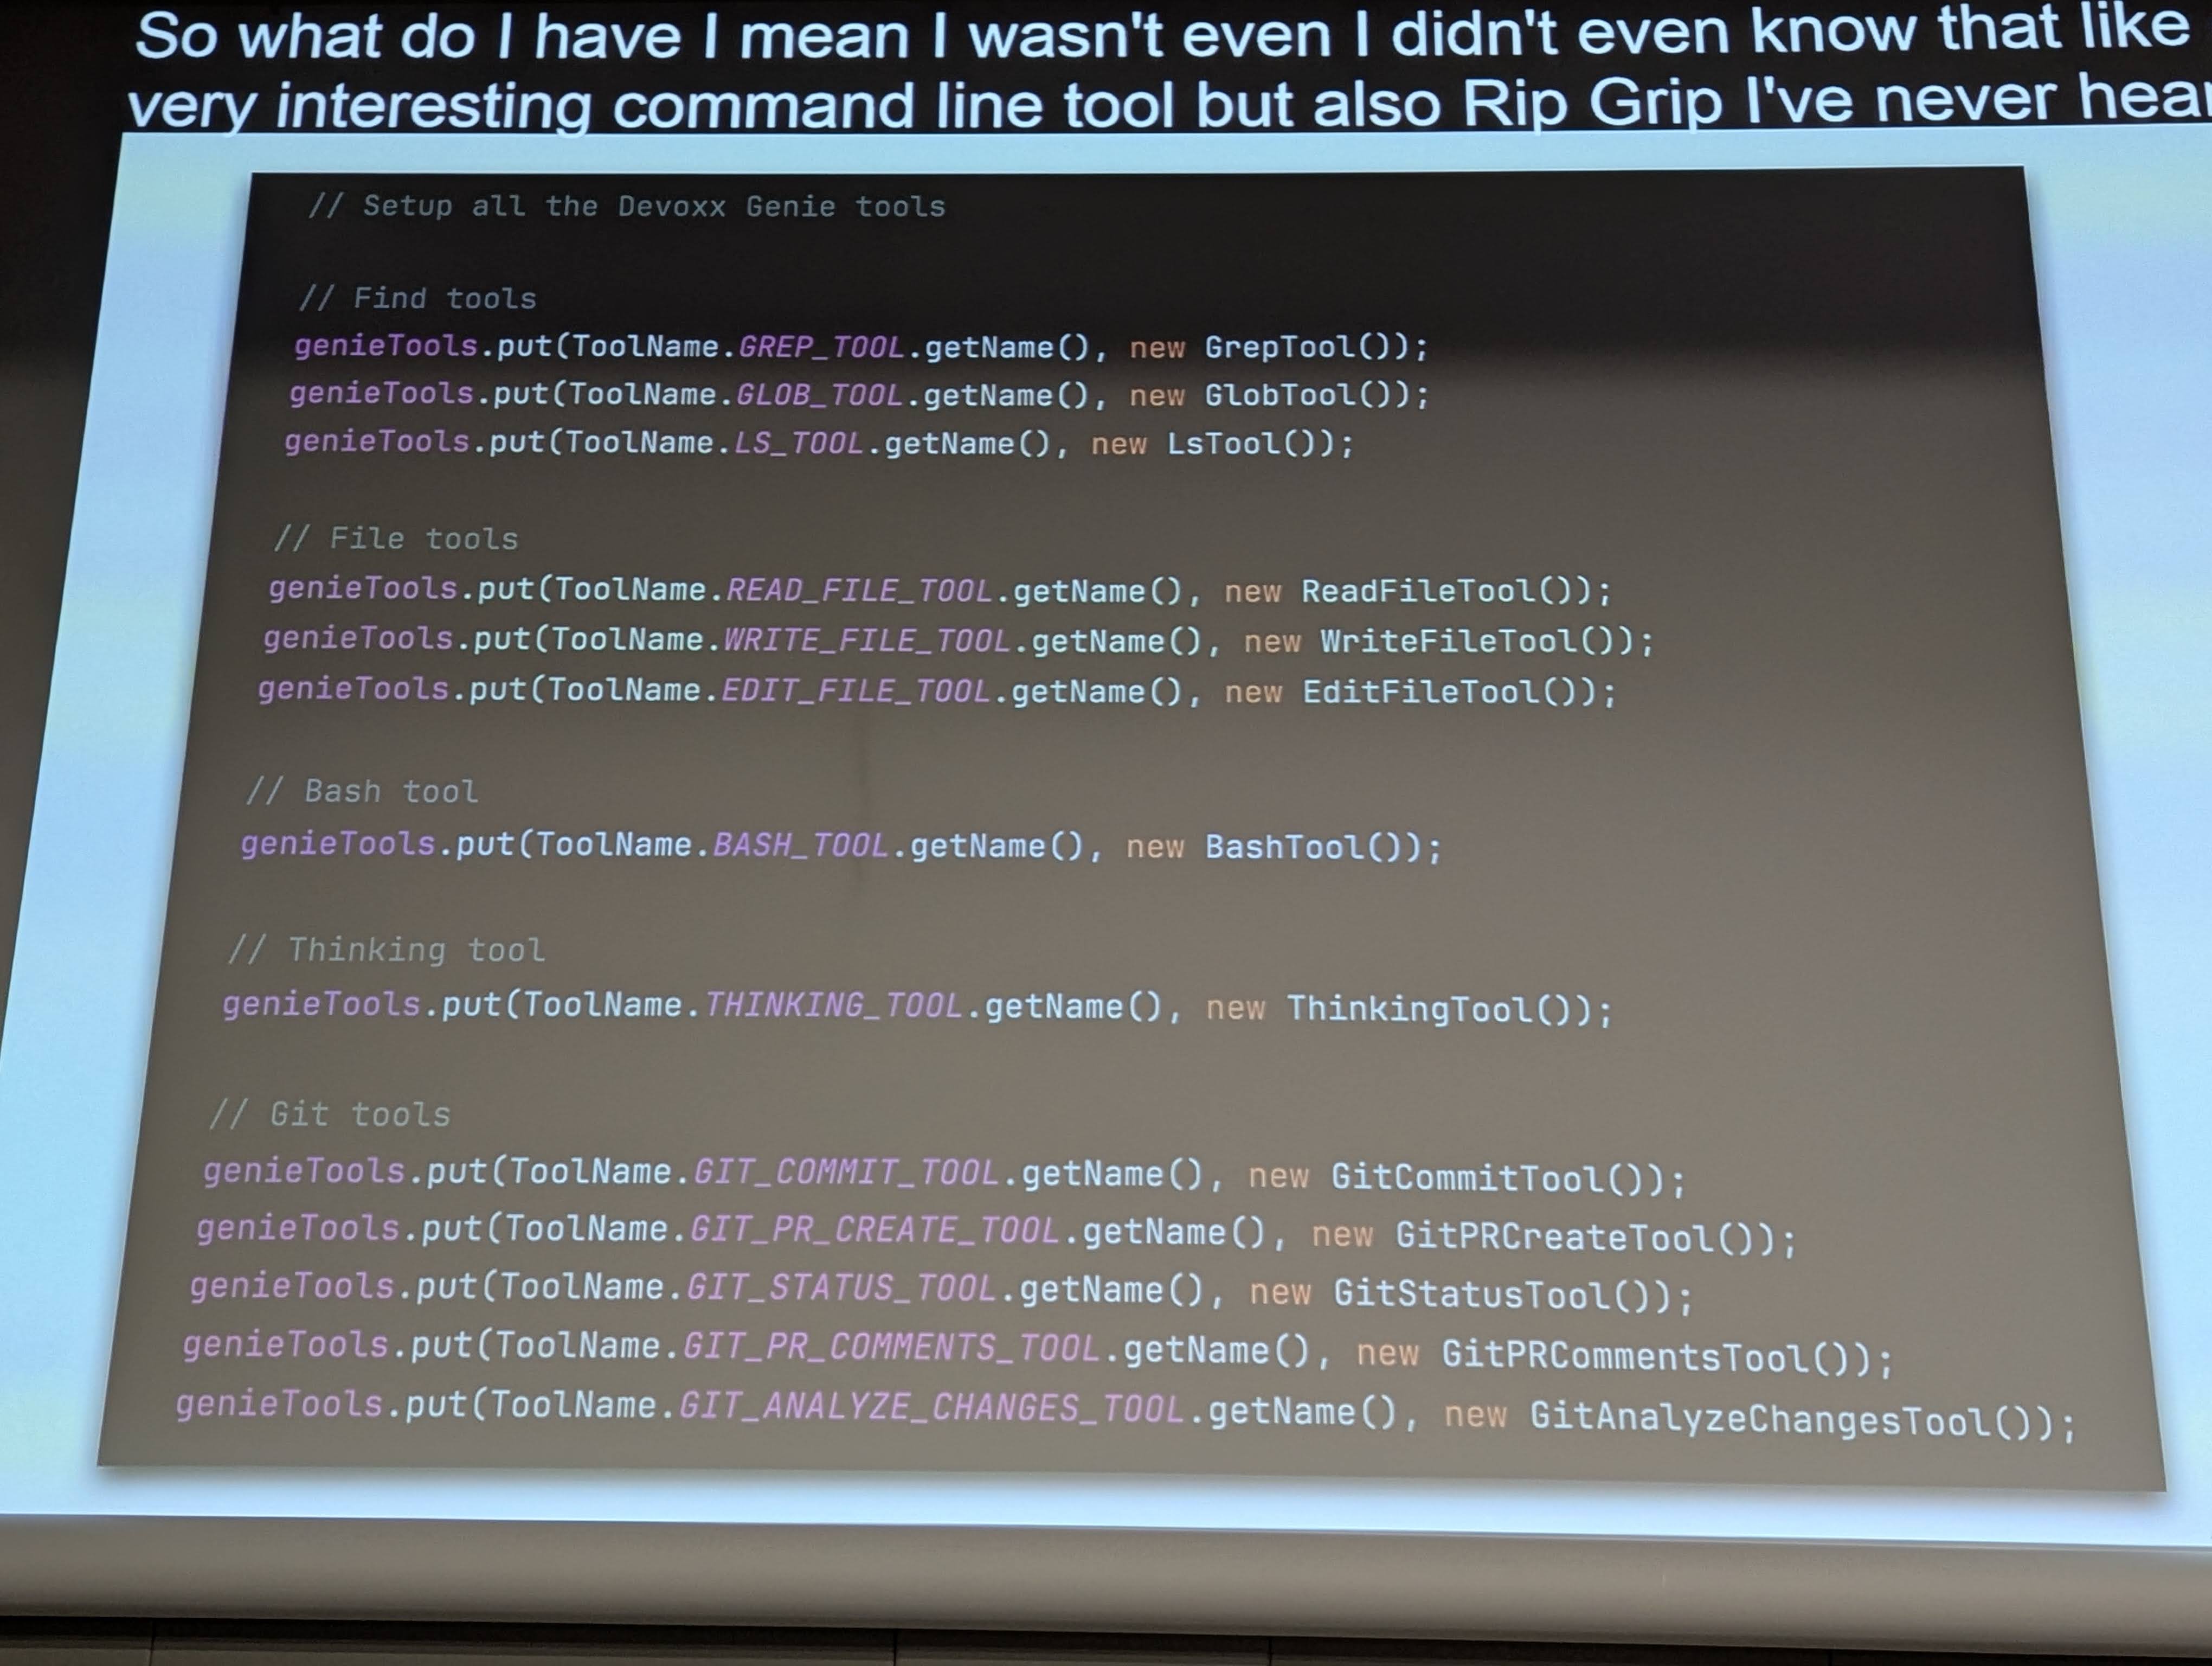 So what do I have I mean I wasn't even I didn't even know that like
very interesting command line tool but also Rip Grip I've never
// Setup all the Devoxx Genie tools
// Find tools
genieTools.put(ToolName.GREP_TOOL.getName(), new GrepTool());
genieTools.put(ToolName.GLOB_TOOL.getName(), new GlobTool());
genieTools.put(ToolName.LS_TOOL.getName(), new LsTool());
// File tools
genieTools.put(ToolName.READ_FILE_TOOL.getName(), new ReadFileTool());
genieTools.put(ToolName.WRITE_FILE_TOOL.getName(), new WriteFileTool());
genieTools.put(ToolName.EDIT_FILE_TOOL.getName(), new EditFileTool());
// Bash tool
genieTools.put(ToolName.BASH_TOOL.getName(), new BashTool());
// Thinking tool
genieTools.put(ToolName.THINKING_TOOL.getName(), new ThinkingTool());
// Git tools
genieTools.put(ToolName.GIT_COMMIT_TOOL.getName(), new GitCommitTool());
genieTools.put(ToolName.GIT_PR_CREATE_TOOL.getName(), new GitPRCreateTool());
genieTools.put(ToolName.GIT_STATUS_TOOL.getName(), new GitStatusTool());
genieTools.put(ToolName.GIT_PR_COMMENTS_TOOL.getName(), new GitPRCommentsTool());
genieTools.put(ToolName.GIT_ANALYZE_CHANGES_TOOL.getName(), new GitAnalyzeChangesTool());